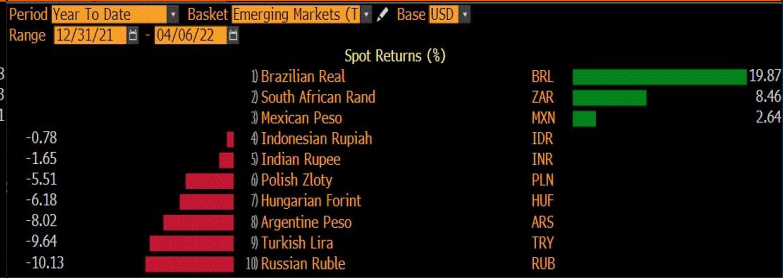 Period Year To Date Basket Emerging Markets (T Base USD
Range 12/31/21 - 04/06/22
Spot Returns (%)
1) Brazilian Real BRL 19.87
2) South African Rand ZAR 8.46
3) Mexican Peso MXN 2.64
-0.78 4) Indonesian Rupiah IDR
-1.65 5) Indian Rupee INR
-5.51 6) Polish Zloty PLN
-6.18 7) Hungarian Forint HUF
-8.02 8) Argentine Peso ARS
-9.64 9) Turkish Lira TRY
-10.13 10) Russian Ruble RUB